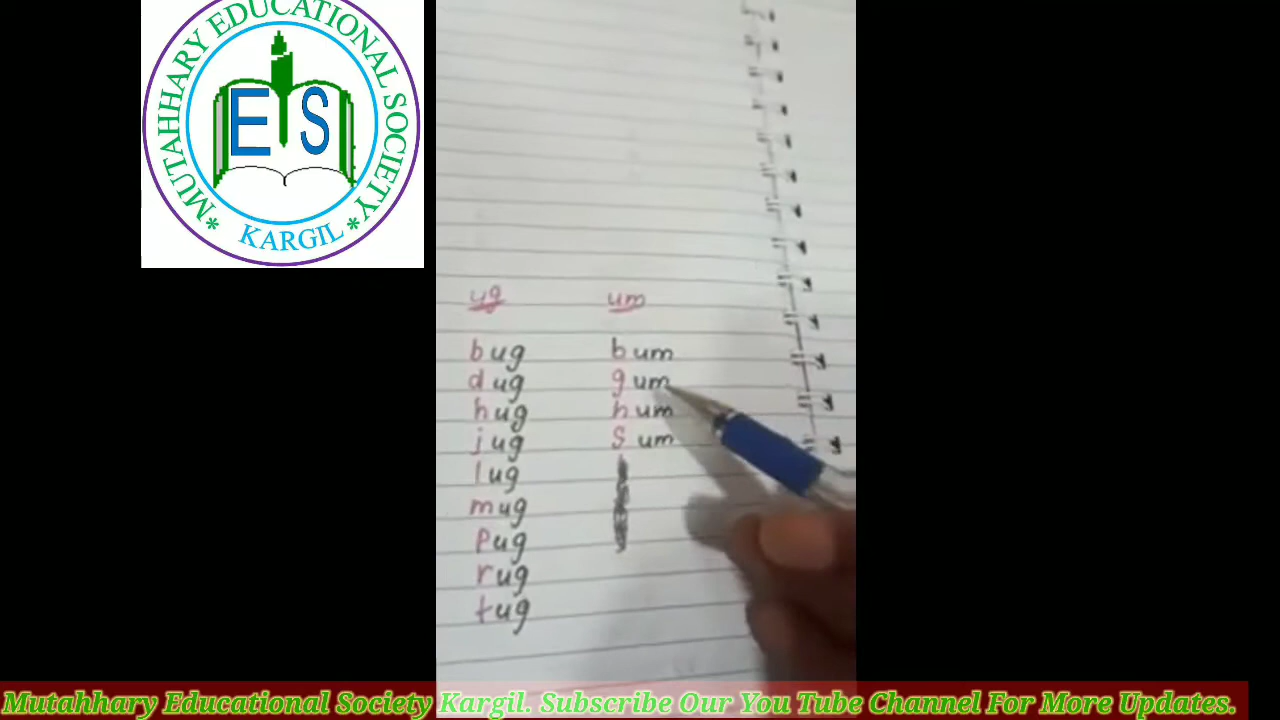 MUTAHHARY EDUCATIONAL SOCIETY
E S
* KARGIL *
ug
bug
dug
hug
jug
lug
mug
pug
rug
tug
um
bum
gum
hum
sum
Mutahhary Educational Society Kargil. Subscribe Our You Tube Channel For More Updates.